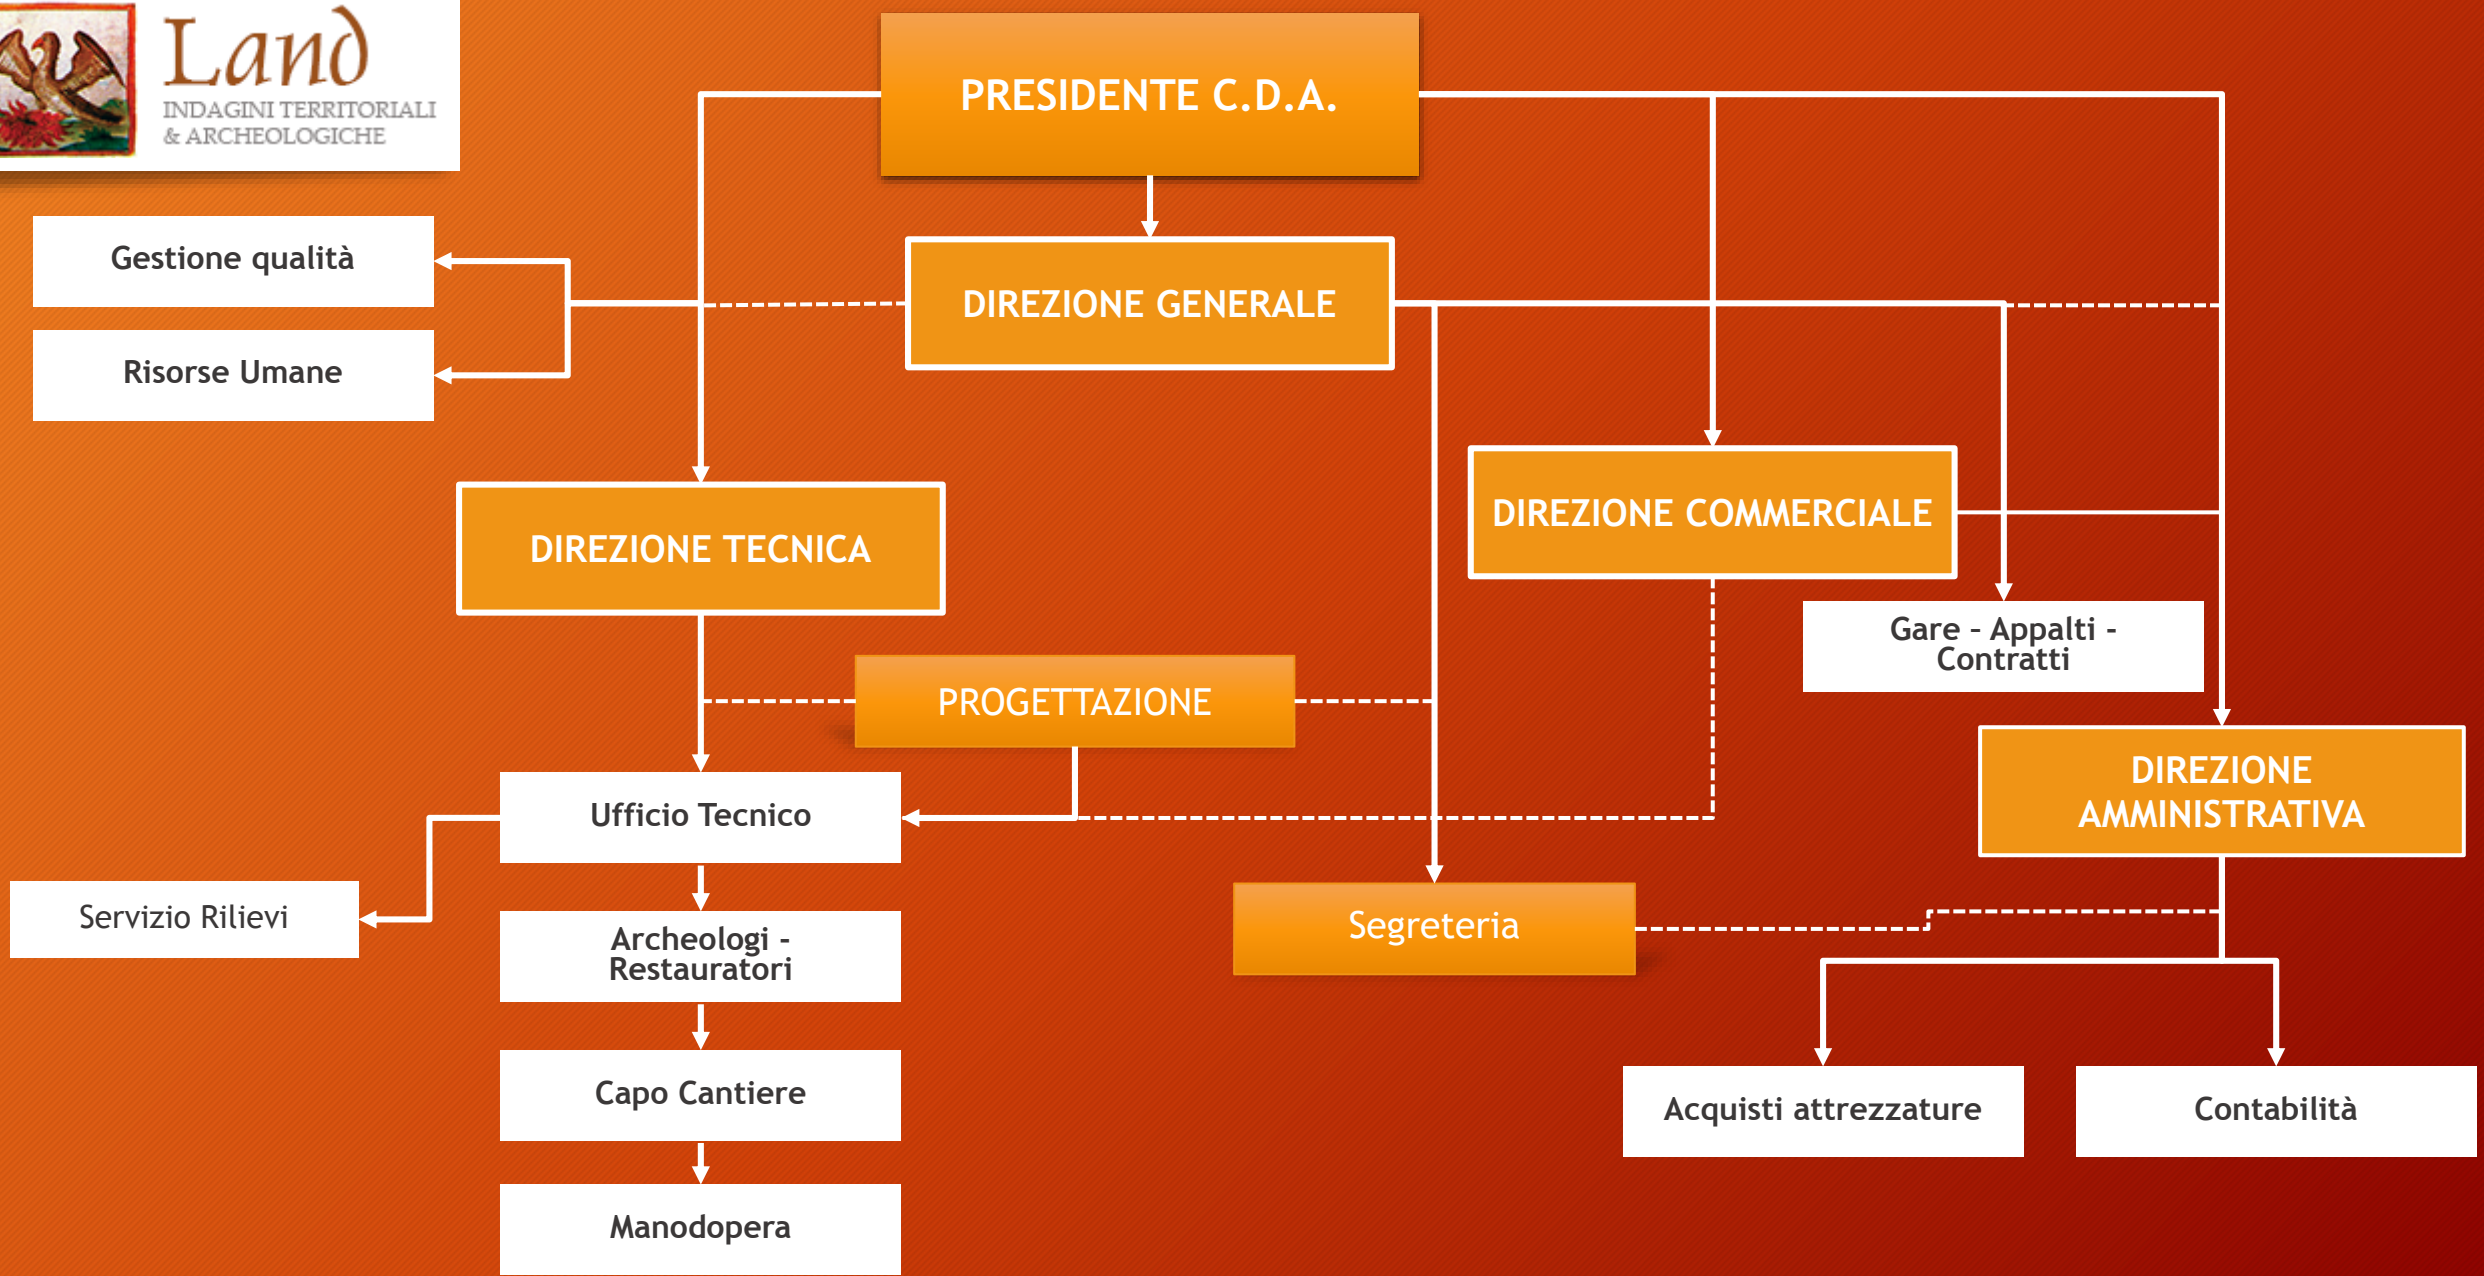 Land
INDAGINI TERRITORIALI
& ARCHEOLOGICHE
PRESIDENTE C.D.A.
Gestione qualità
DIREZIONE GENERALE
Risorse Umane
DIREZIONE COMMERCIALE
DIREZIONE TECNICA
Gare – Appalti -
Contratti
PROGETTAZIONE
DIREZIONE
AMMINISTRATIVA
Ufficio Tecnico
Servizio Rilievi
Segreteria
Archeologi -
Restauratori
Capo Cantiere
Acquisti attrezzature
Contabilità
Manodopera